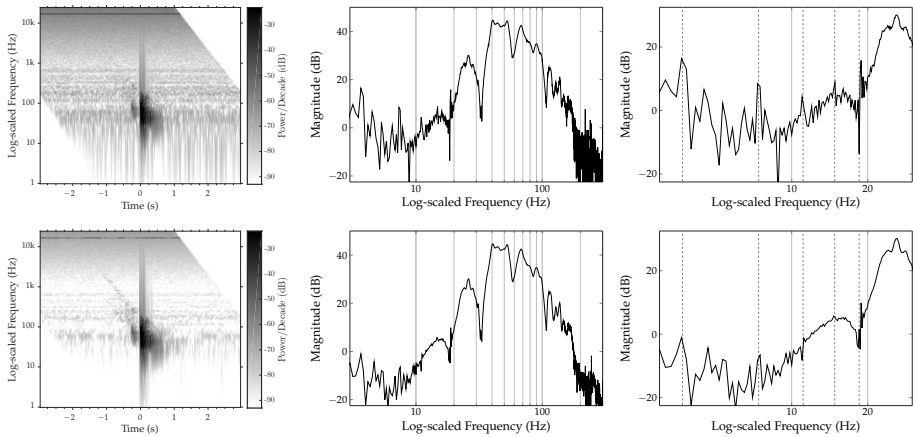 10k
1k
100
10
1
Log-scaled Frequency (Hz)
−2 −1 0 1 2
Time (s)
−30
−40
−50
−60
−70
−80
−90
Power/Decade (dB)
40
20
0
−20
Magnitude (dB)
10 100
Log-scaled Frequency (Hz)
20
0
−20
Magnitude (dB)
10 20
Log-scaled Frequency (Hz)
10k
1k
100
10
1
Log-scaled Frequency (Hz)
−2 −1 0 1 2
Time (s)
−30
−40
−50
−60
−70
−80
−90
Power/Decade (dB)
40
20
0
−20
Magnitude (dB)
10 100
Log-scaled Frequency (Hz)
20
0
−20
Magnitude (dB)
10 20
Log-scaled Frequency (Hz)